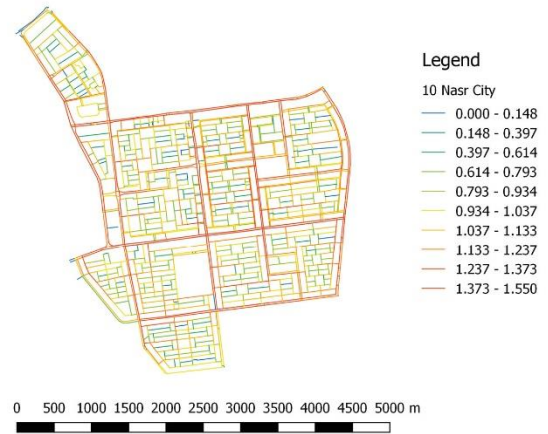 Legend
10 Nasr City
0.000 - 0.148
0.148 - 0.397
0.397 - 0.614
0.614 - 0.793
0.793 - 0.934
0.934 - 1.037
1.037 - 1.133
1.133 - 1.237
1.237 - 1.373
1.373 - 1.550
0 500 1000 1500 2000 2500 3000 3500 4000 4500 5000 m